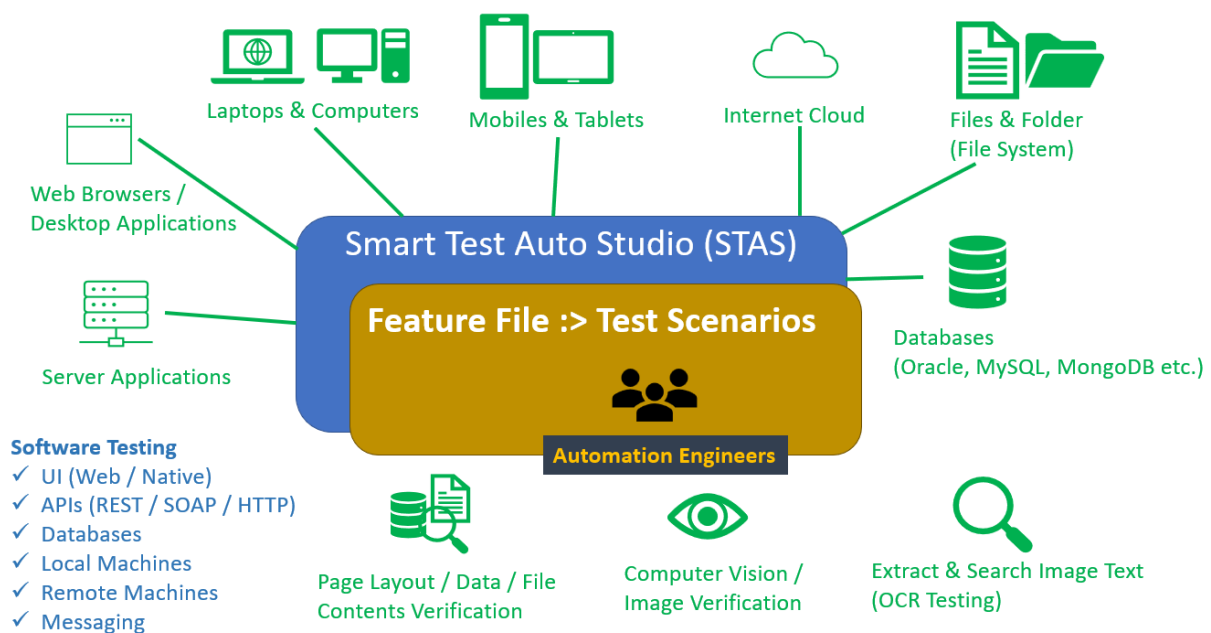 Laptops & Computers
Mobiles & Tablets
Internet Cloud
Files & Folder
(File System)
Web Browsers /
Desktop Applications
Smart Test Auto Studio (STAS)
Feature File :> Test Scenarios
Automation Engineers
Server Applications
Databases
(Oracle, MySQL, MongoDB etc.)
Software Testing
✓ UI (Web / Native)
✓ APIs (REST / SOAP / HTTP)
✓ Databases
✓ Local Machines
✓ Remote Machines
✓ Messaging
Page Layout / Data / File
Contents Verification
Computer Vision /
Image Verification
Extract & Search Image Text
(OCR Testing)